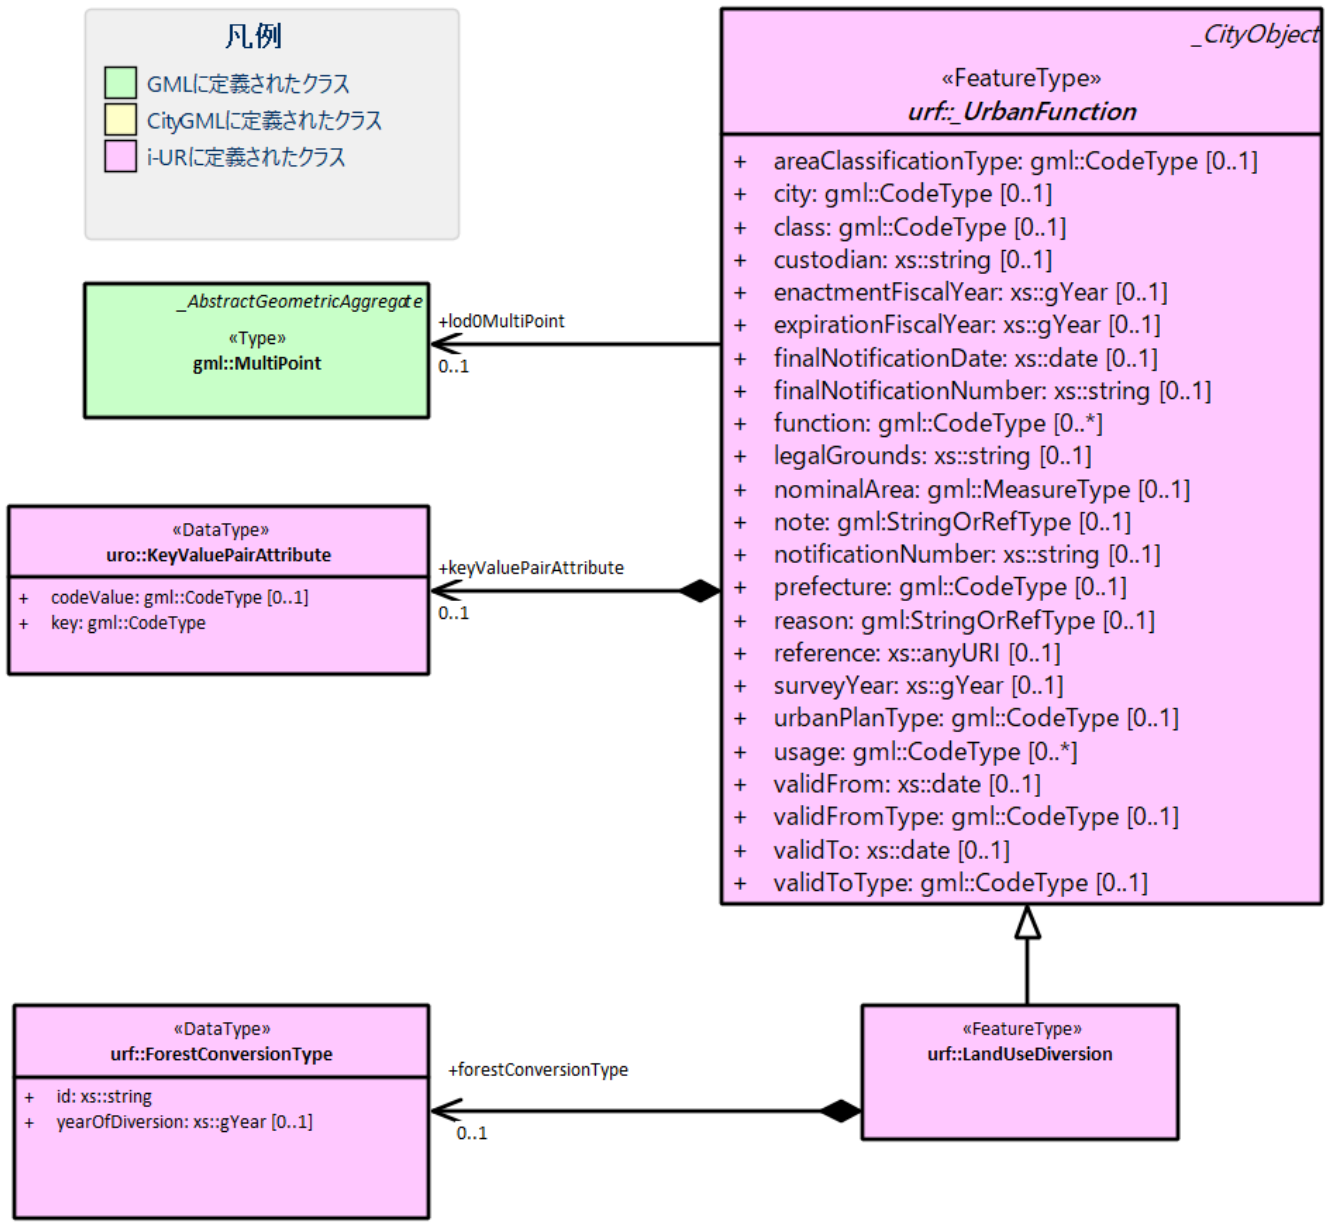 凡例
GMLに定義されたクラス
CityGMLに定義されたクラス
i-URに定義されたクラス
_CityObject
«FeatureType»
urf::_UrbanFunction
+ areaClassificationType: gml::CodeType [0..1]
+ city: gml::CodeType [0..1]
+ class: gml::CodeType [0..1]
+ custodian: xs::string [0..1]
+ enactmentFiscalYear: xs::gYear [0..1]
+ expirationFiscalYear: xs::gYear [0..1]
+ finalNotificationDate: xs::date [0..1]
+ finalNotificationNumber: xs::string [0..1]
+ function: gml::CodeType [0..*]
+ legalGrounds: xs::string [0..1]
+ nominalArea: gml::MeasureType [0..1]
+ note: gml:StringOrRefType [0..1]
+ notificationNumber: xs::string [0..1]
+ prefecture: gml::CodeType [0..1]
+ reason: gml:StringOrRefType [0..1]
+ reference: xs::anyURI [0..1]
+ surveyYear: xs::gYear [0..1]
+ urbanPlanType: gml::CodeType [0..1]
+ usage: gml::CodeType [0..*]
+ validFrom: xs::date [0..1]
+ validFromType: gml::CodeType [0..1]
+ validTo: xs::date [0..1]
+ validToType: gml::CodeType [0..1]
_AbstractGeometricAggregate
«Type»
gml::MultiPoint
+lod0MultiPoint
0..1
«DataType»
uro::KeyValuePairAttribute
+ codeValue: gml::CodeType [0..1]
+ key: gml::CodeType
+keyValuePairAttribute
0..1
«DataType»
urf::ForestConversionType
+ id: xs::string
+ yearOfDiversion: xs::gYear [0..1]
+forestConversionType
0..1
«FeatureType»
urf::LandUseDiversion